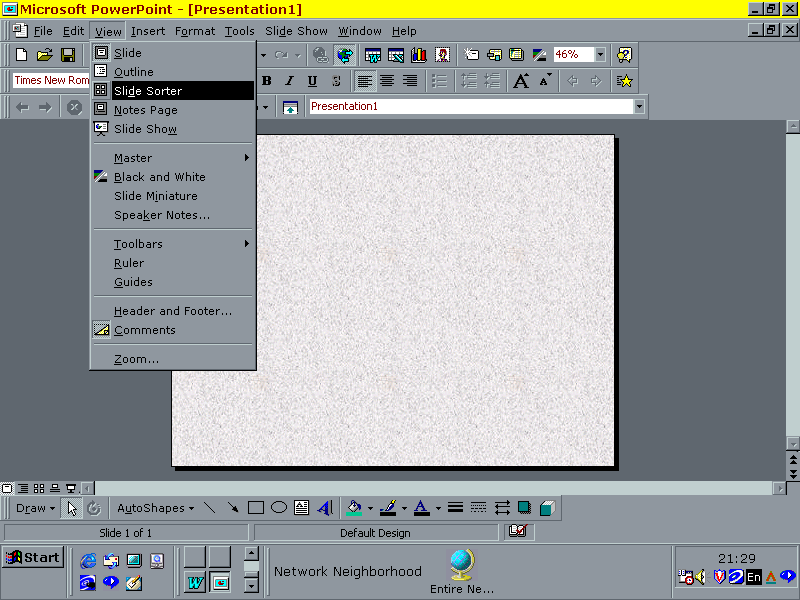 Microsoft PowerPoint - [Presentation1]
File Edit View Insert Format Tools Slide Show Window Help
46%
Times New Rom
B I U S
Presentation1
Slide
Outline
Slide Sorter
Notes Page
Slide Show
Master
Black and White
Slide Miniature
Speaker Notes...
Toolbars
Ruler
Guides
Header and Footer...
Comments
Zoom...
Draw AutoShapes
Slide 1 of 1 Default Design
Start
Network Neighborhood
Entire Ne...
21:29
En